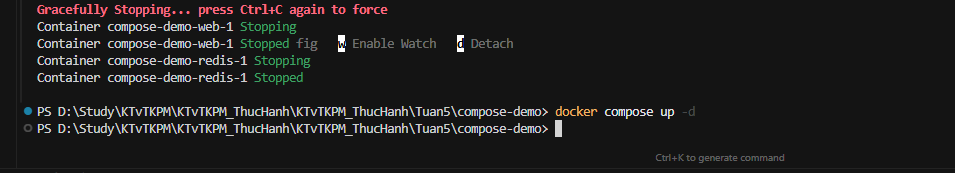 Gracefully Stopping... press Ctrl+C again to force
Container compose-demo-web-1 Stopping
Container compose-demo-web-1 Stopped fig w Enable Watch d Detach
Container compose-demo-redis-1 Stopping
Container compose-demo-redis-1 Stopped
PS D:\Study\KTvTKPM\KTvTKPM_ThucHanh\KTvTKPM_ThucHanh\Tuan5\compose-demo> docker compose up -d
PS D:\Study\KTvTKPM\KTvTKPM_ThucHanh\KTvTKPM_ThucHanh\Tuan5\compose-demo>
Ctrl+K to generate command